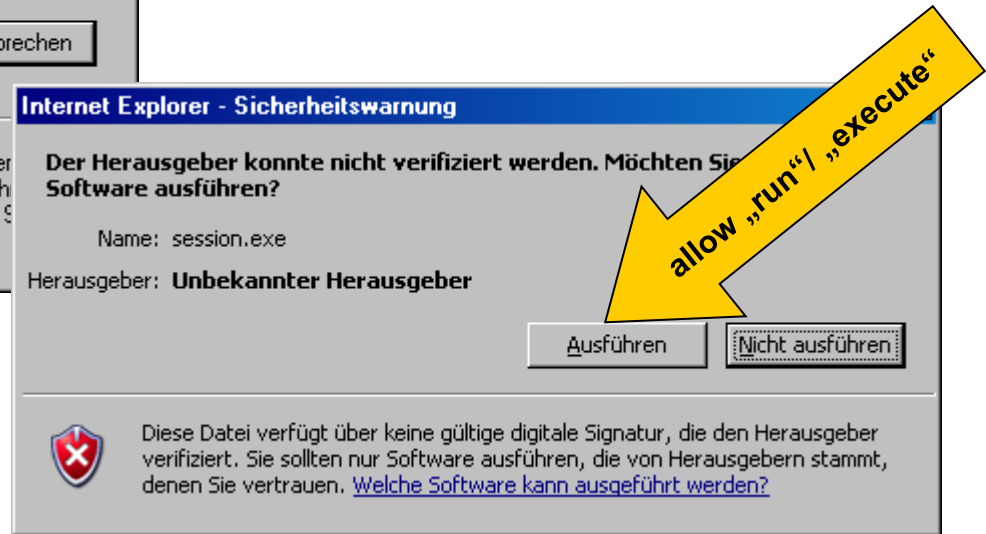 Internet Explorer - Sicherheitswarnung
Der Herausgeber konnte nicht verifiziert werden. Möchten Sie
Software ausführen?
Name: session.exe
Herausgeber: Unbekannter Herausgeber
allow „run“/ „execute“
Ausführen
Nicht ausführen
Diese Datei verfügt über keine gültige digitale Signatur, die den Herausgeber
verifiziert. Sie sollten nur Software ausführen, die von Herausgebern stammt,
denen Sie vertrauen. Welche Software kann ausgeführt werden?